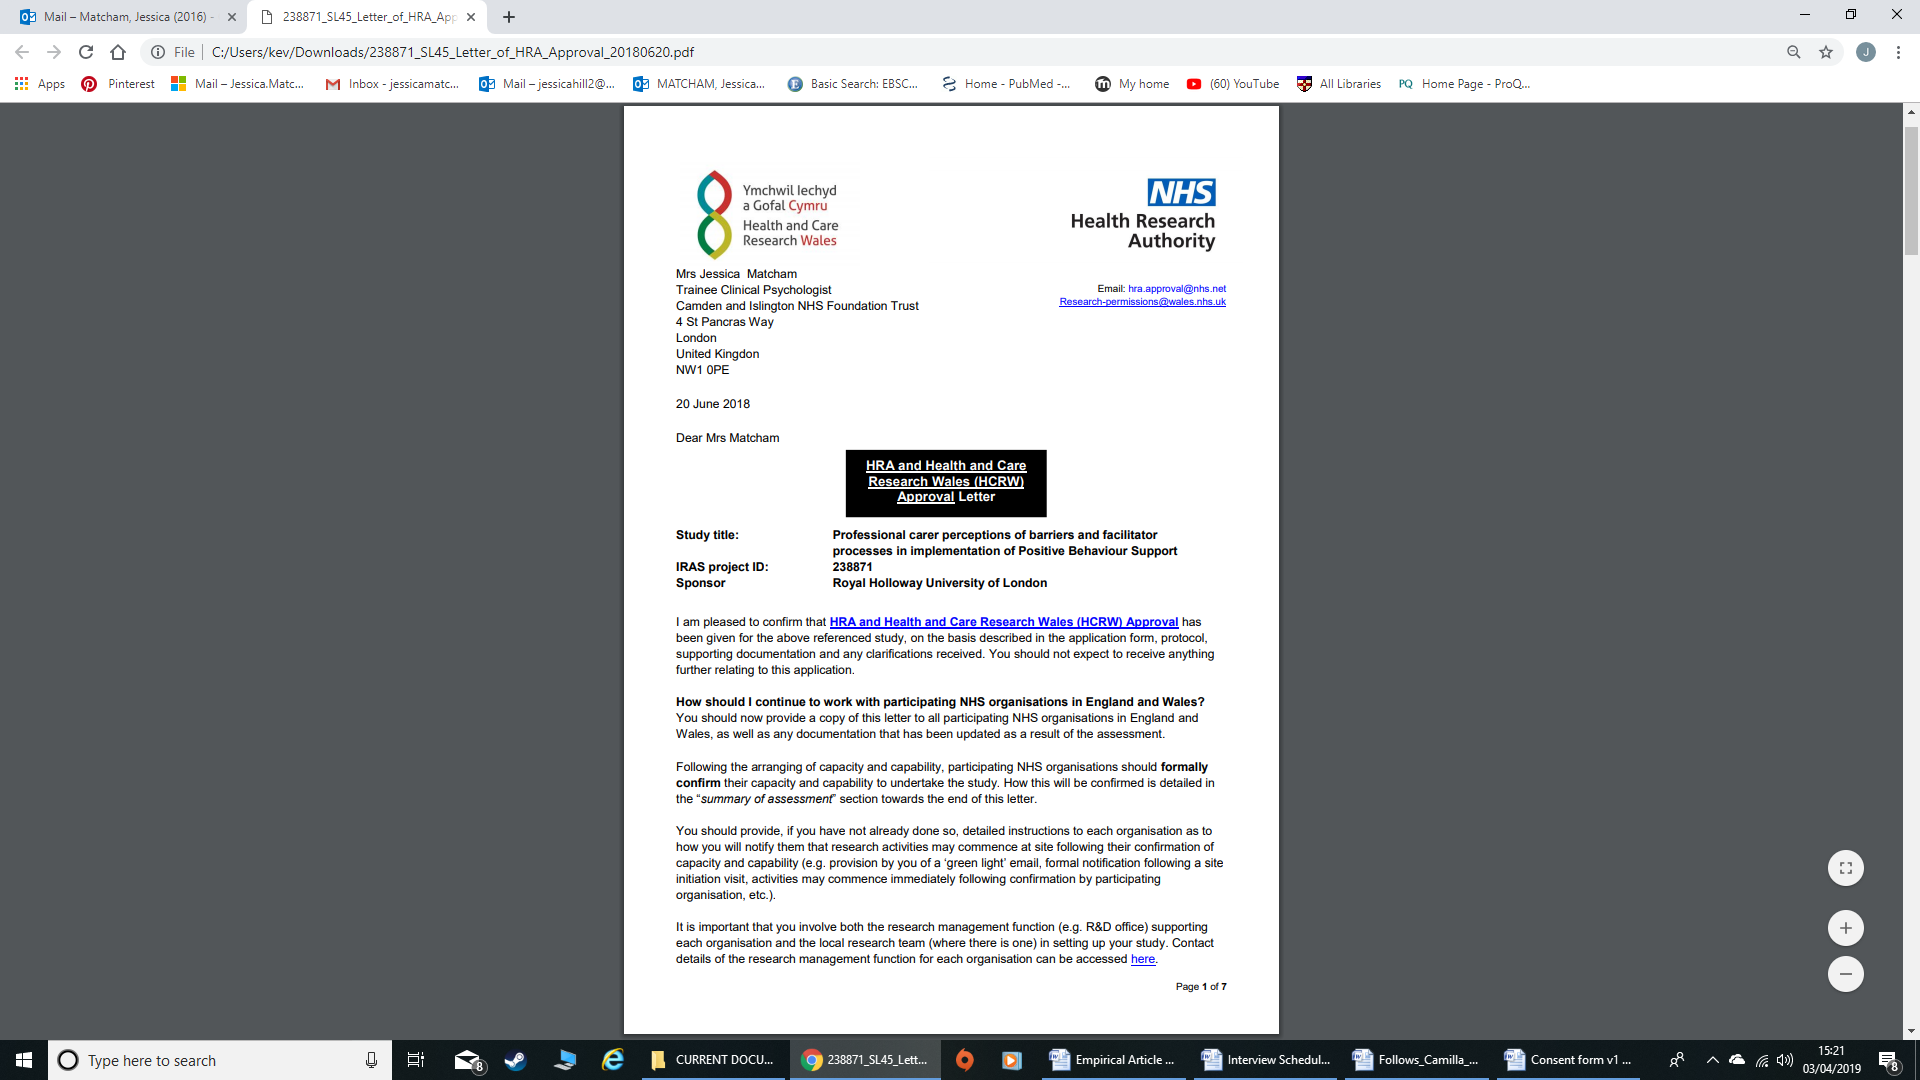 Mail – Matcham, Jessica (2016) -
238871_SL45_Letter_of_HRA_App
File
C:/Users/kev/Downloads/238871_SL45_Letter_of_HRA_Approval_20180620.pdf
J
Apps
Pinterest
Mail – Jessica.Matc...
Inbox - jessicamatc...
Mail – jessicahill2@...
MATCHAM, Jessica...
Basic Search: EBSC...
Home - PubMed -...
My home
(60) YouTube
All Libraries
PQ Home Page - ProQ...
Ymchwil Iechyd
a Gofal Cymru
Health and Care
Research Wales
NHS
Health Research
Authority
Mrs Jessica Matcham
Trainee Clinical Psychologist
Camden and Islington NHS Foundation Trust
4 St Pancras Way
London
United Kingdon
NW1 0PE
Email: hra.approval@nhs.net
Research-permissions@wales.nhs.uk
20 June 2018
Dear Mrs Matcham
HRA and Health and Care
Research Wales (HCRW)
Approval Letter
Study title: Professional carer perceptions of barriers and facilitator
processes in implementation of Positive Behaviour Support
IRAS project ID: 238871
Sponsor Royal Holloway University of London
I am pleased to confirm that HRA and Health and Care Research Wales (HCRW) Approval has
been given for the above referenced study, on the basis described in the application form, protocol,
supporting documentation and any clarifications received. You should not expect to receive anything
further relating to this application.
How should I continue to work with participating NHS organisations in England and Wales?
You should now provide a copy of this letter to all participating NHS organisations in England and
Wales, as well as any documentation that has been updated as a result of the assessment.
Following the arranging of capacity and capability, participating NHS organisations should formally
confirm their capacity and capability to undertake the study. How this will be confirmed is detailed in
the “summary of assessment” section towards the end of this letter.
You should provide, if you have not already done so, detailed instructions to each organisation as to
how you will notify them that research activities may commence at site following their confirmation of
capacity and capability (e.g. provision by you of a ‘green light’ email, formal notification following a site
initiation visit, activities may commence immediately following confirmation by participating
organisation, etc.).
It is important that you involve both the research management function (e.g. R&D office) supporting
each organisation and the local research team (where there is one) in setting up your study. Contact
details of the research management function for each organisation can be accessed here.
Page 1 of 7
Type here to search
8
CURRENT DOCU...
238871_SL45_Lett...
Empirical Article ...
Interview Schedul...
Follows_Camilla_...
Consent form v1 ...
15:21
03/04/2019
8